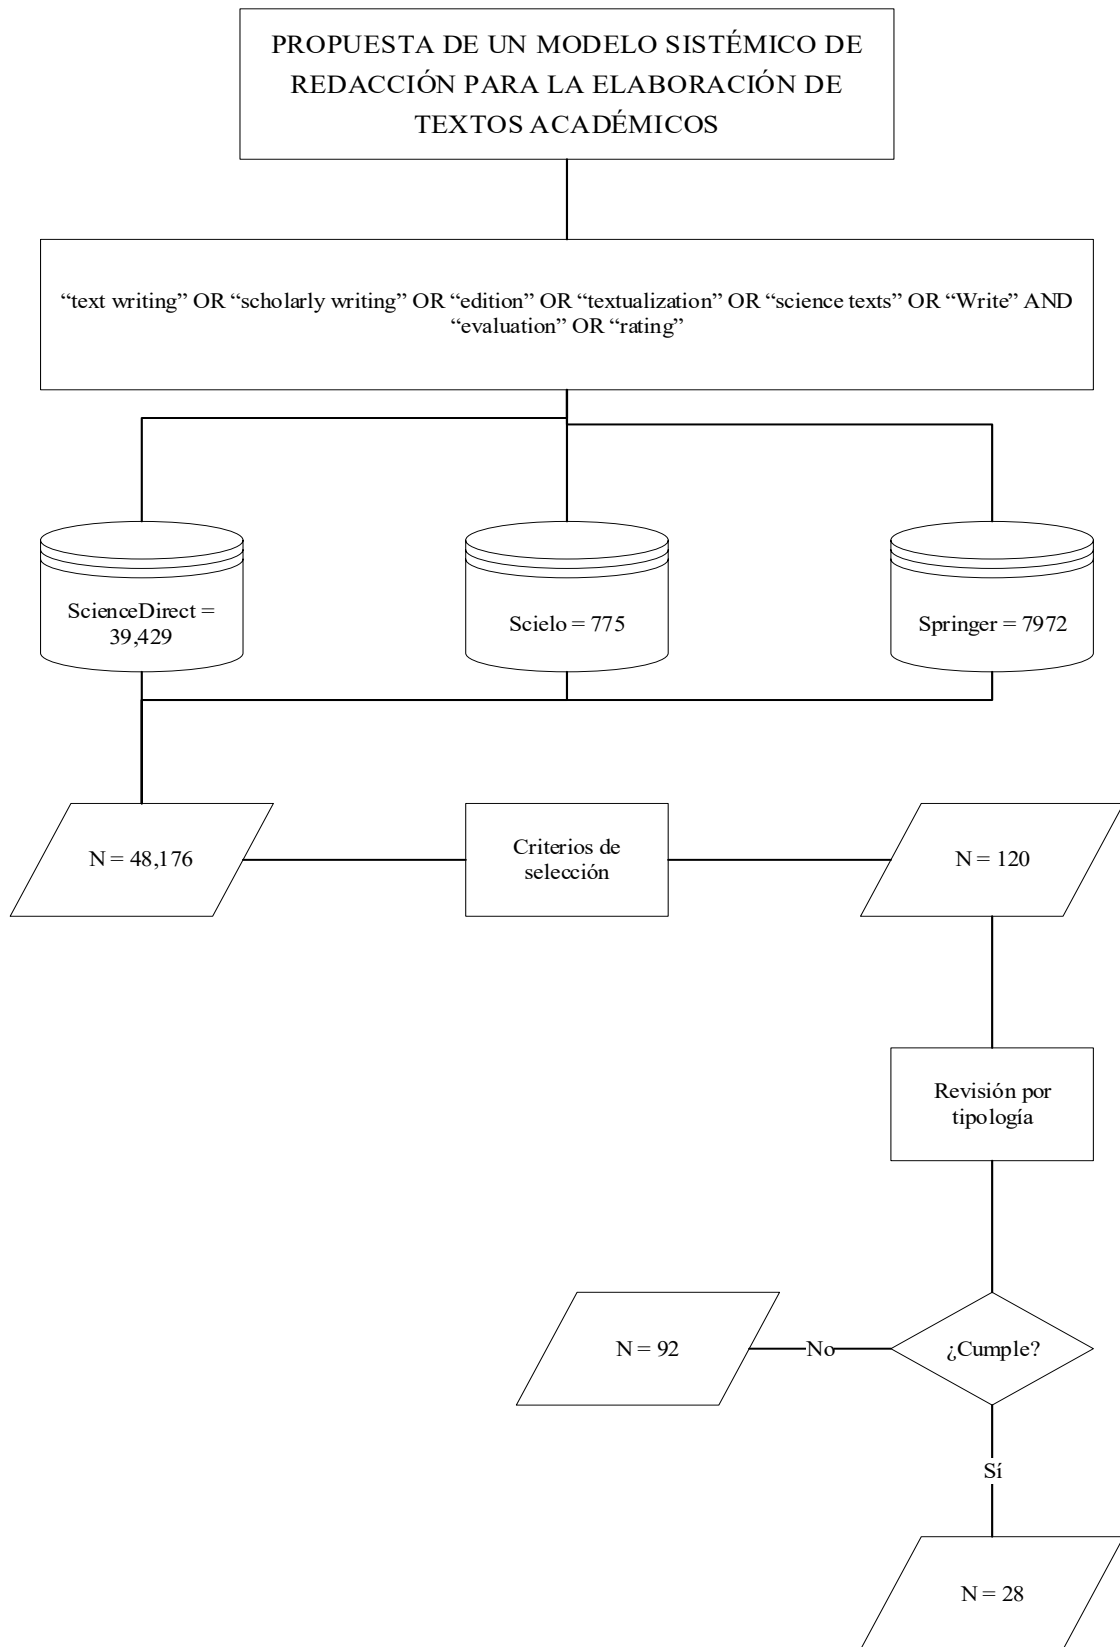 PROPUESTA DE UN MODELO SISTÉMICO DE
REDACCIÓN PARA LA ELABORACIÓN DE
TEXTOS ACADÉMICOS
“text writing” OR “scholarly writing” OR “edition” OR “textualization” OR “science texts” OR “Write” AND
“evaluation” OR “rating”
ScienceDirect =
39,429
Scielo = 775
Springer = 7972
N = 48,176
Criterios de
selección
N = 120
Revisión por
tipología
N = 92
No
¿Cumple?
Sí
N = 28